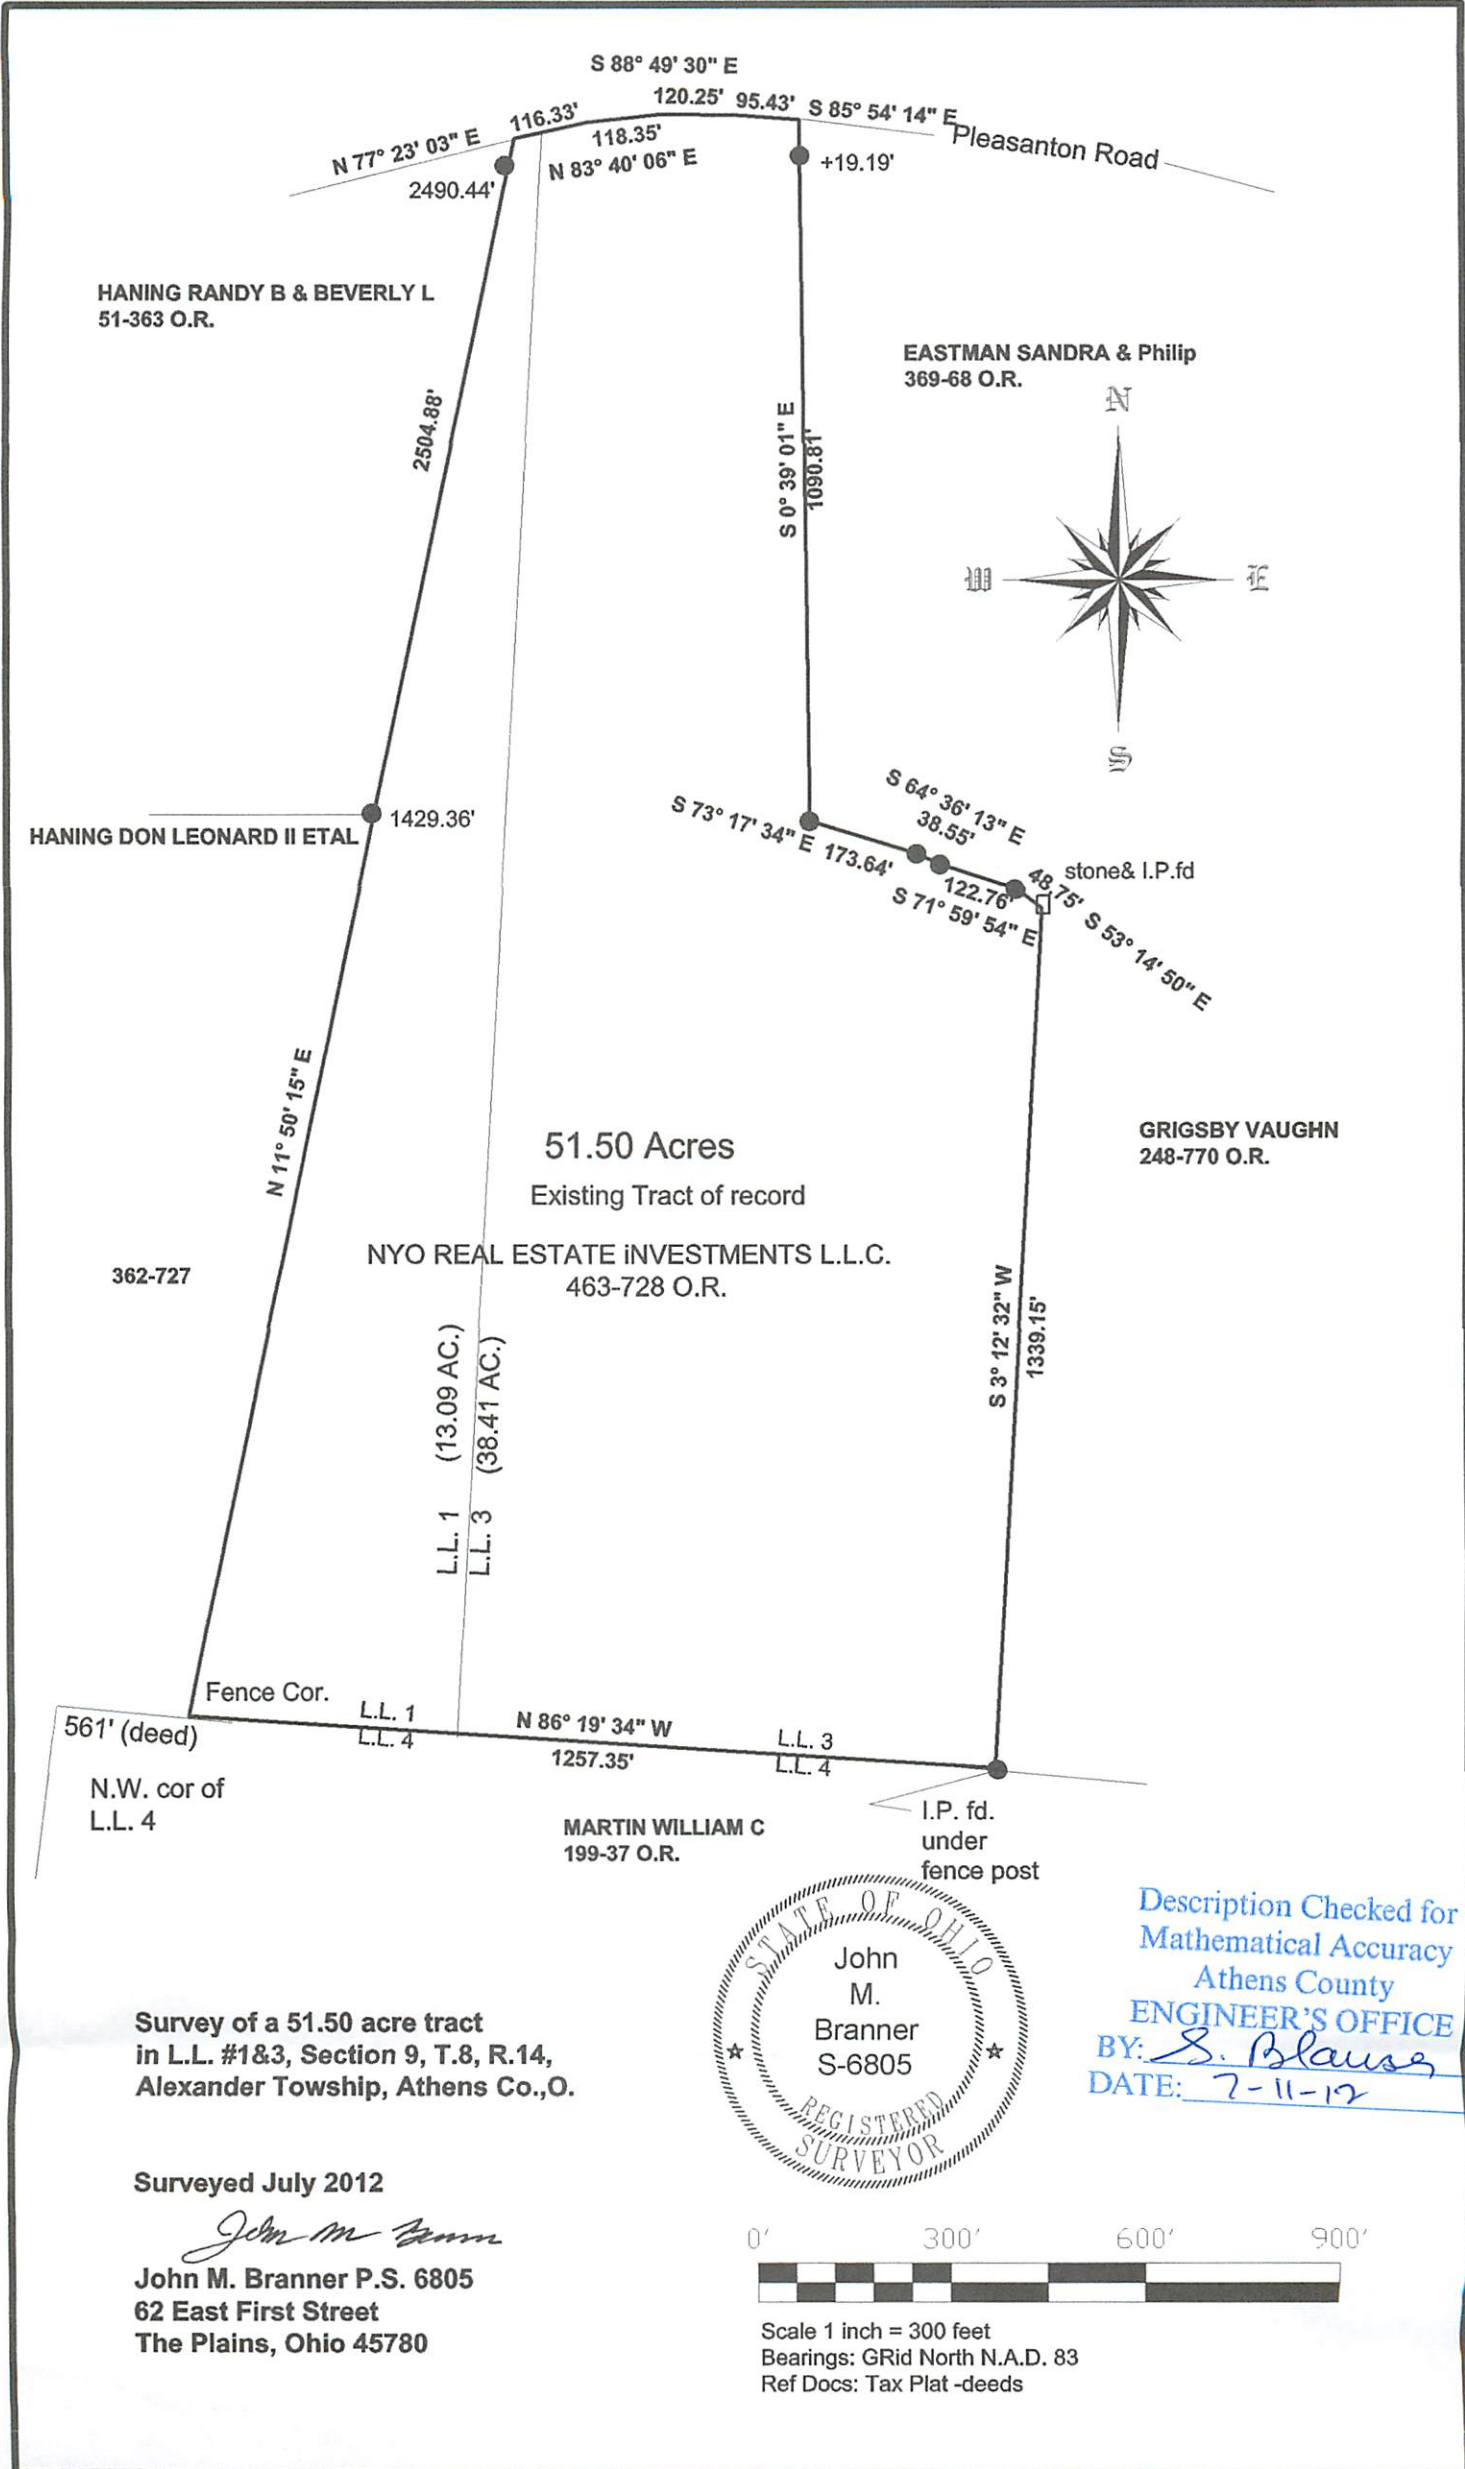 S 88° 49' 30" E
120.25' 95.43' S 85° 54' 14" E
116.33'
N 77° 23' 03" E
118.35'
N 83° 40' 06" E
Pleasanton Road
+19.19'
2490.44'
HANING RANDY B & BEVERLY L
51-363 O.R.
EASTMAN SANDRA & Philip
369-68 O.R.
N
W
E
S
2504.88'
S 0° 39' 01" E
1090.81'
1429.36'
HANING DON LEONARD II ETAL
S 64° 36' 13" E
38.55'
S 73° 17' 34" E 173.64'
122.76'
S 71° 59' 54" E
48.75' S 53° 14' 50" E
stone& I.P.fd
N 11° 50' 15" E
51.50 Acres
Existing Tract of record
NYO REAL ESTATE iNVESTMENTS L.L.C.
463-728 O.R.
GRIGSBY VAUGHN
248-770 O.R.
362-727
L.L. 1 (13.09 AC.)
L.L. 3 (38.41 AC.)
S 3° 12' 32" W
1339.15'
Fence Cor.
561' (deed)
L.L. 1
L.L. 4
N 86° 19' 34" W
1257.35'
L.L. 3
L.L. 4
N.W. cor of
L.L. 4
MARTIN WILLIAM C
199-37 O.R.
I.P. fd.
under
fence post
STATE OF OHIO
John
M.
Branner
S-6805
REGISTERED
SURVEYOR
Description Checked for
Mathematical Accuracy
Athens County
ENGINEER'S OFFICE
BY: S. Blauser
DATE: 7-11-12
Survey of a 51.50 acre tract
in L.L. #1&3, Section 9, T.8, R.14,
Alexander Towship, Athens Co.,O.
Surveyed July 2012
John M Branner
John M. Branner P.S. 6805
62 East First Street
The Plains, Ohio 45780
0' 300' 600' 900'
Scale 1 inch = 300 feet
Bearings: GRid North N.A.D. 83
Ref Docs: Tax Plat -deeds